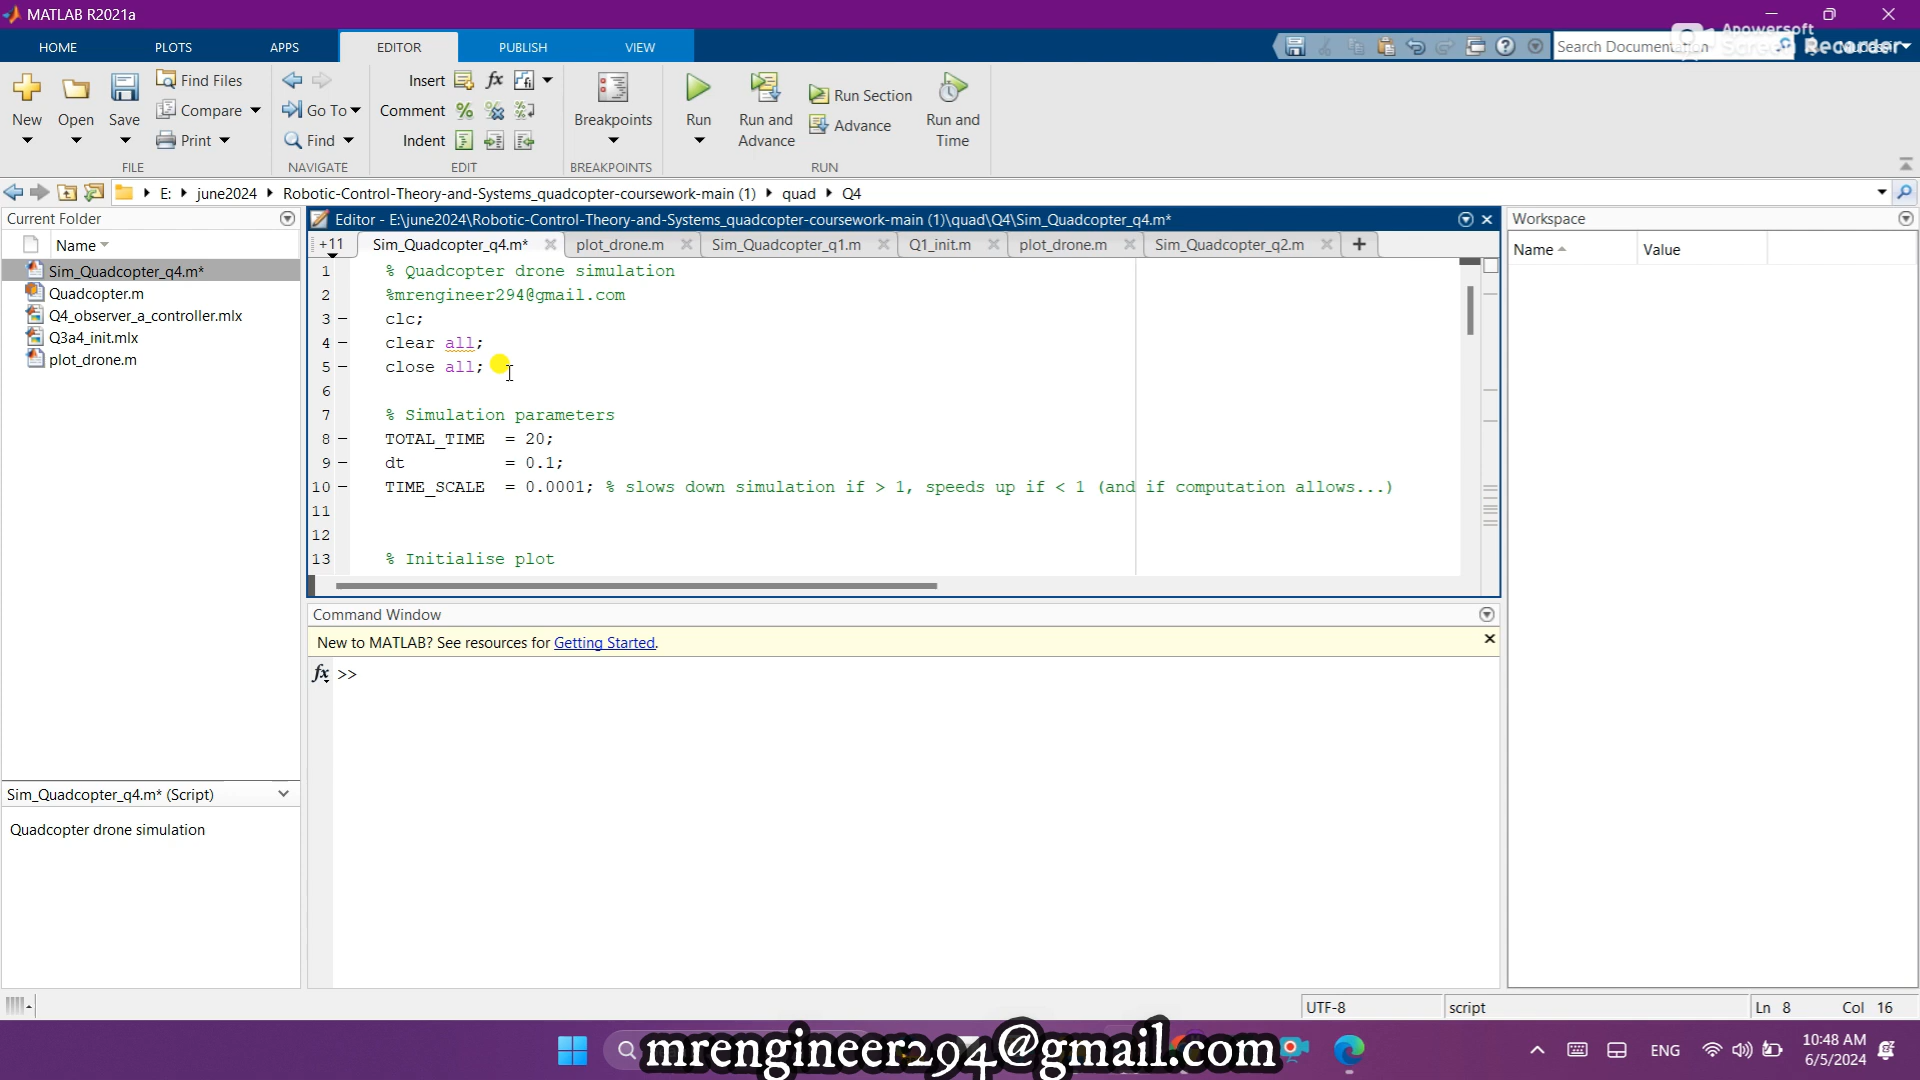 MATLAB R2021a
Apowersoft
Screen Recorder
HOME PLOTS APPS EDITOR PUBLISH VIEW
Search Documentation
New Open Save
Find Files
Compare
Print
FILE
Go To
Find
NAVIGATE
Insert fx
Comment
Indent
EDIT
Breakpoints
BREAKPOINTS
Run
Run and Advance
Run Section
Advance
Run and Time
RUN
E: june2024 Robotic-Control-Theory-and-Systems_quadcopter-coursework-main (1) quad Q4
Current Folder
Name
Sim_Quadcopter_q4.m*
Quadcopter.m
Q4_observer_a_controller.mlx
Q3a4_init.mlx
plot_drone.m
Sim_Quadcopter_q4.m* (Script)
Quadcopter drone simulation
Editor - E:\june2024\Robotic-Control-Theory-and-Systems_quadcopter-coursework-main (1)\quad\Q4\Sim_Quadcopter_q4.m*
+11 Sim_Quadcopter_q4.m* plot_drone.m Sim_Quadcopter_q1.m Q1_init.m plot_drone.m Sim_Quadcopter_q2.m +
1 % Quadcopter drone simulation
2 %mrengineer294@gmail.com
3 – clc;
4 – clear all;
5 – close all;
6
7 % Simulation parameters
8 – TOTAL_TIME = 20;
9 – dt = 0.1;
10 – TIME_SCALE = 0.0001; % slows down simulation if > 1, speeds up if < 1 (and if computation allows...)
11
12
13 % Initialise plot
Command Window
New to MATLAB? See resources for Getting Started.
fx >>
Workspace
Name Value
UTF-8 script Ln 8 Col 16
mrengineer294@gmail.com
ENG
10:48 AM
6/5/2024